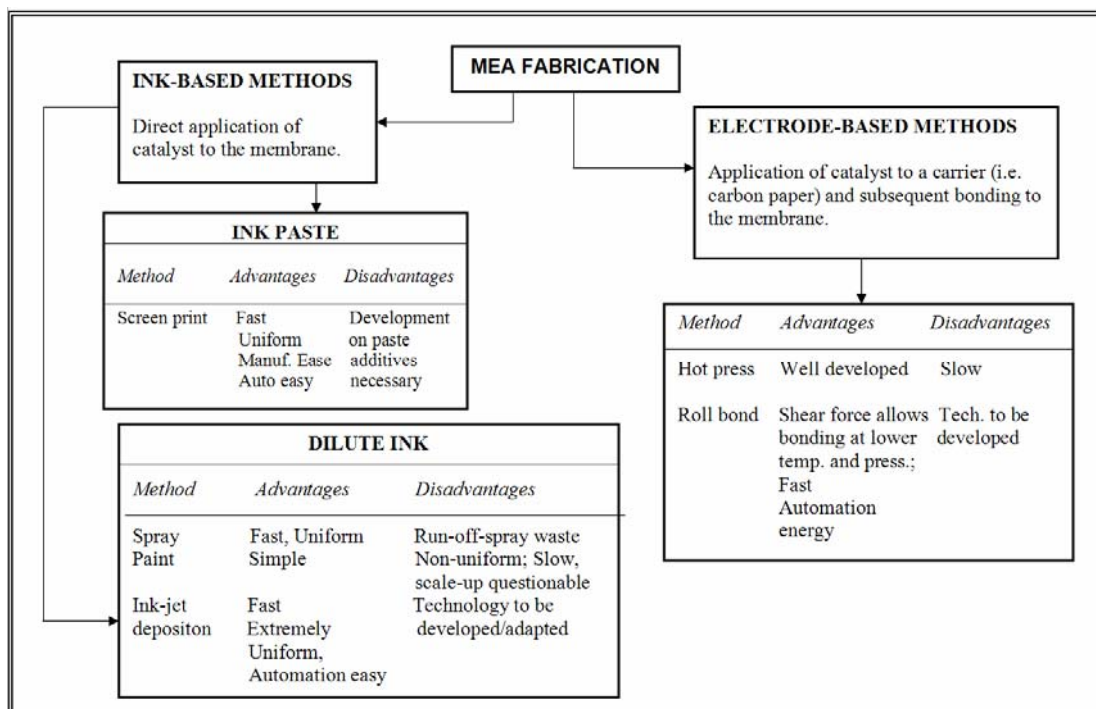 MEA FABRICATION
INK-BASED METHODS
Direct application of
catalyst to the membrane.
ELECTRODE-BASED METHODS
Application of catalyst to a carrier (i.e.
carbon paper) and subsequent bonding to
the membrane.
INK PASTE
Method Advantages Disadvantages
Screen print Fast Development
Uniform on paste
Manuf. Ease additives
Auto easy necessary
DILUTE INK
Method Advantages Disadvantages
Spray Fast, Uniform Run-off-spray waste
Paint Simple Non-uniform; Slow,
scale-up questionable
Ink-jet Fast Technology to be
depositon Extremely developed/adapted
Uniform,
Automation easy
Method Advantages Disadvantages
Hot press Well developed Slow
Roll bond Shear force allows Tech. to be
bonding at lower developed
temp. and press.;
Fast
Automation
energy